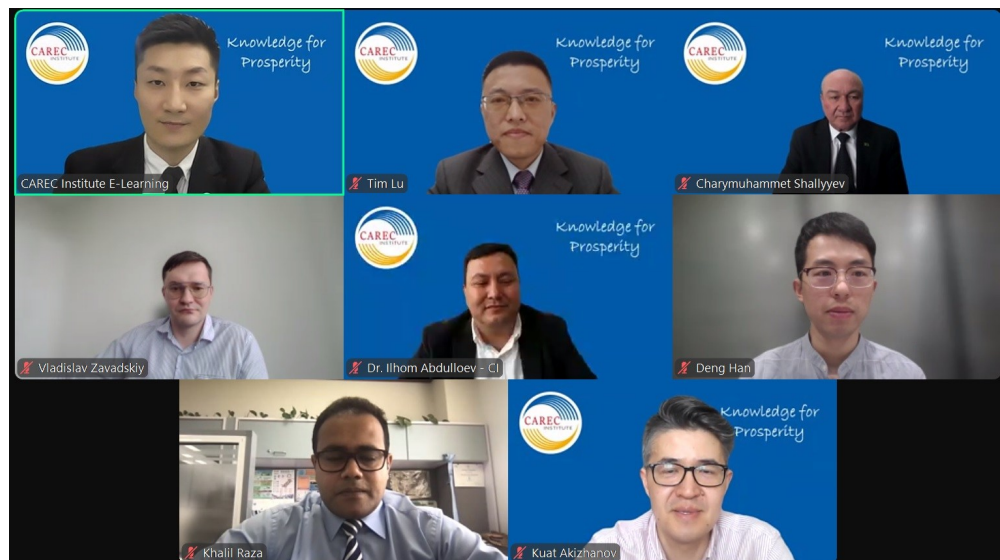 CAREC
INSTITUTE
Knowledge for
Prosperity
CAREC Institute E-Learning
CAREC
INSTITUTE
Knowledge for
Prosperity
Tim Lu
CAREC
INSTITUTE
Knowledge for
Prosperity
Charymuhammet Shallyyev
Vladislav Zavadskiy
CAREC
INSTITUTE
Knowledge for
Prosperity
Dr. Ilhom Abdulloev - CI
Deng Han
Khalil Raza
CAREC
INSTITUTE
Knowledge for
Prosperity
Kuat Akizhanov